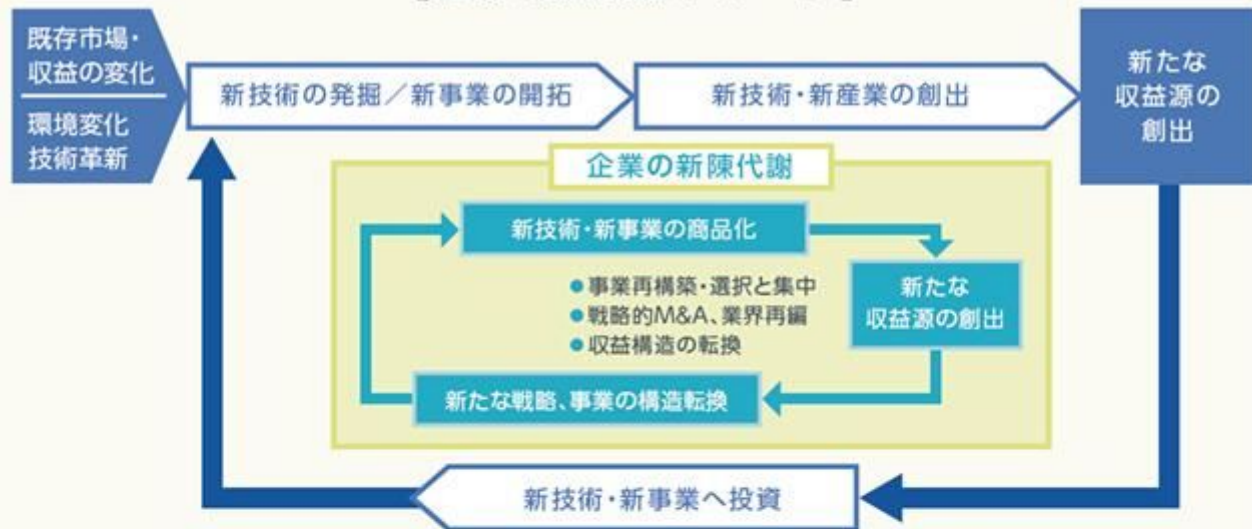 既存市場・
収益の変化
環境変化
技術革新
新技術の発掘／新事業の開拓
新技術・新産業の創出
新たな
収益源の
創出
企業の新陳代謝
新技術・新事業の商品化
●事業再構築・選択と集中
●戦略的M&A、業界再編
●収益構造の転換
新たな
収益源の創出
新たな戦略、事業の構造転換
新技術・新事業へ投資